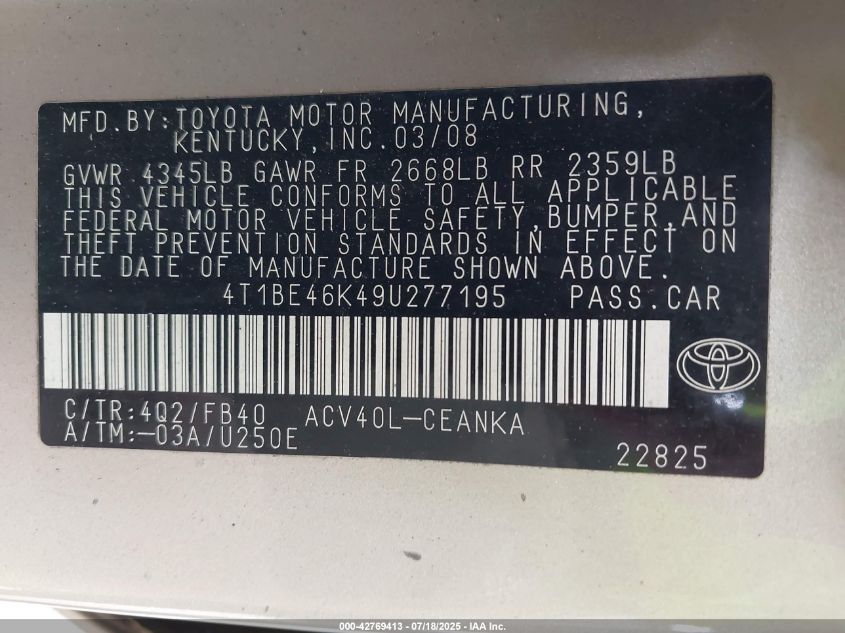 MFD.BY:TOYOTA MOTOR MANUFACTURING,
KENTUCKY,INC.03/08
GVWR 4345LB GAWR FR 2668LB RR 2359LB
THIS VEHICLE CONFORMS TO ALL APPLICABLE
FEDERAL MOTOR VEHICLE SAFETY,BUMPER,AND
THEFT PREVENTION STANDARDS IN EFFECT ON
THE DATE OF MANUFACTURE SHOWN ABOVE.
4T1BE46K49U277195 PASS.CAR
C/TR:4Q2/FB40 ACV40L-CEANKA
A/TM:-03A/U250E
22825
000-42769413 - 07/18/2025 - IAA Inc.